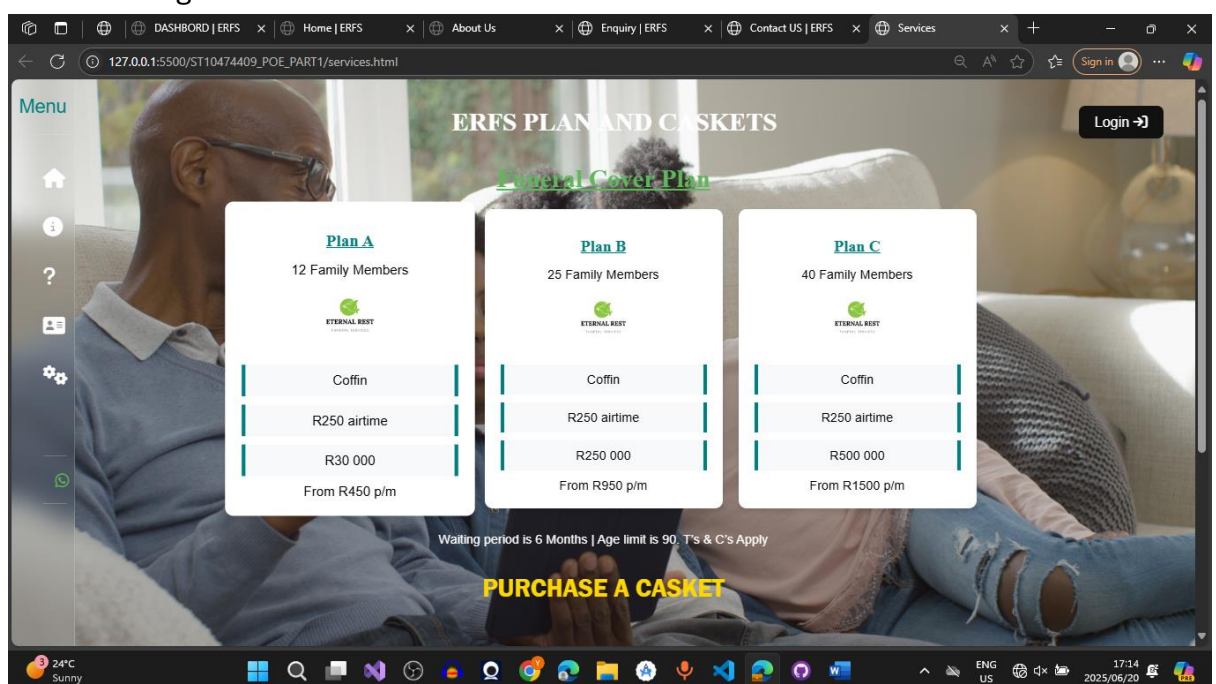 DASHBORD | ERFS
Home | ERFS
About Us
Enquiry | ERFS
Contact US | ERFS
Services
127.0.0.1:5500/ST10474409_POE_PART1/services.html
Sign in
Menu
ERFS PLAN AND CASKETS
Login
Funeral Cover Plan
Plan A
12 Family Members
ETERNAL REST
Coffin
R250 airtime
R30 000
From R450 p/m
Plan B
25 Family Members
ETERNAL REST
Coffin
R250 airtime
R250 000
From R950 p/m
Plan C
40 Family Members
ETERNAL REST
Coffin
R250 airtime
R500 000
From R1500 p/m
Waiting period is 6 Months | Age limit is 90. T's & C's Apply
PURCHASE A CASKET
3
24°C
Sunny
ENG
US
17:14
2025/06/20